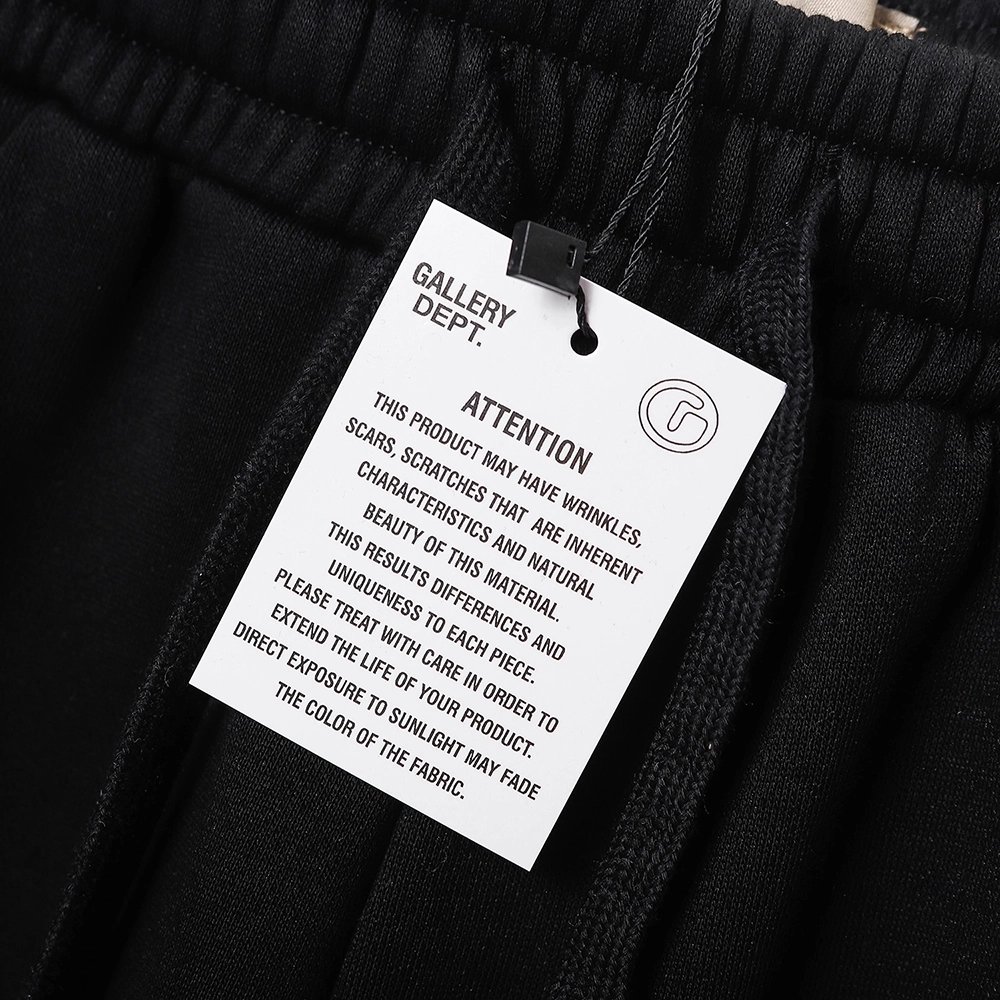 GALLERY
DEPT.
G
ATTENTION
THIS PRODUCT MAY HAVE WRINKLES,
SCARS, SCRATCHES THAT ARE INHERENT
CHARACTERISTICS AND NATURAL
BEAUTY OF THIS MATERIAL.
THIS RESULTS DIFFERENCES AND
UNIQUENESS TO EACH PIECE.
PLEASE TREAT WITH CARE IN ORDER TO
EXTEND THE LIFE OF YOUR PRODUCT.
DIRECT EXPOSURE TO SUNLIGHT MAY FADE
THE COLOR OF THE FABRIC.